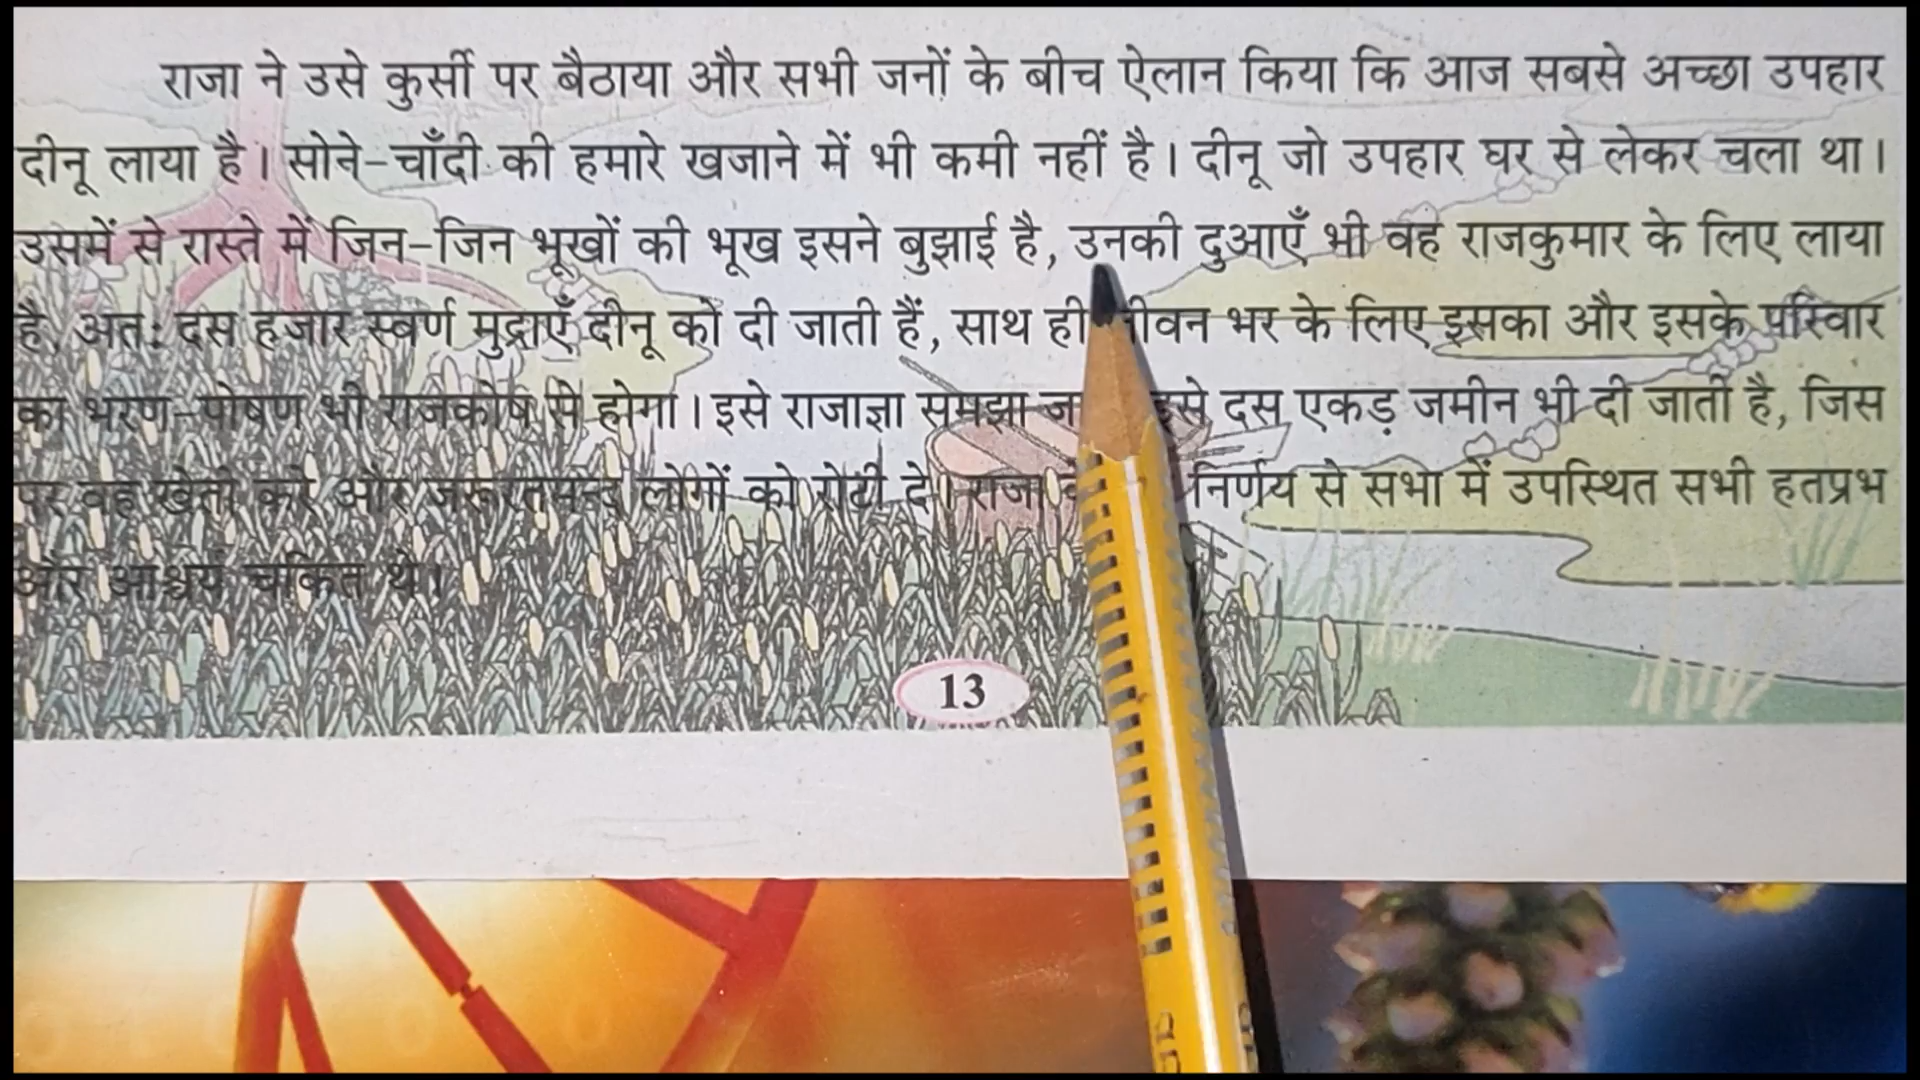 राजा ने उसे कुर्सी पर बैठाया और सभी जनों के बीच ऐलान किया कि आज सबसे अच्छा उपहार
दीनू लाया है। सोने-चाँदी की हमारे खजाने में भी कमी नहीं है। दीनू जो उपहार घर से लेकर चला था।
उसमें से रास्ते में जिन-जिन भूखों की भूख इसने बुझाई है, उनकी दुआएँ भी वह राजकुमार के लिए लाया
है, अतः दस हजार स्वर्ण मुद्राएँ दीनू को दी जाती हैं, साथ ही जीवन भर के लिए इसका और इसके परिवार
का भरण-पोषण भी राजकोष से होगा। इसे राजाज्ञा समझा इसे दस एकड़ जमीन भी दी जाती है, जिस
पर वह खेती करे और जरूरतमन्द लोगों को रोटी दे। राजा निर्णय से सभा में उपस्थित सभी हतप्रभ
और आश्चर्य चकित थे।
13